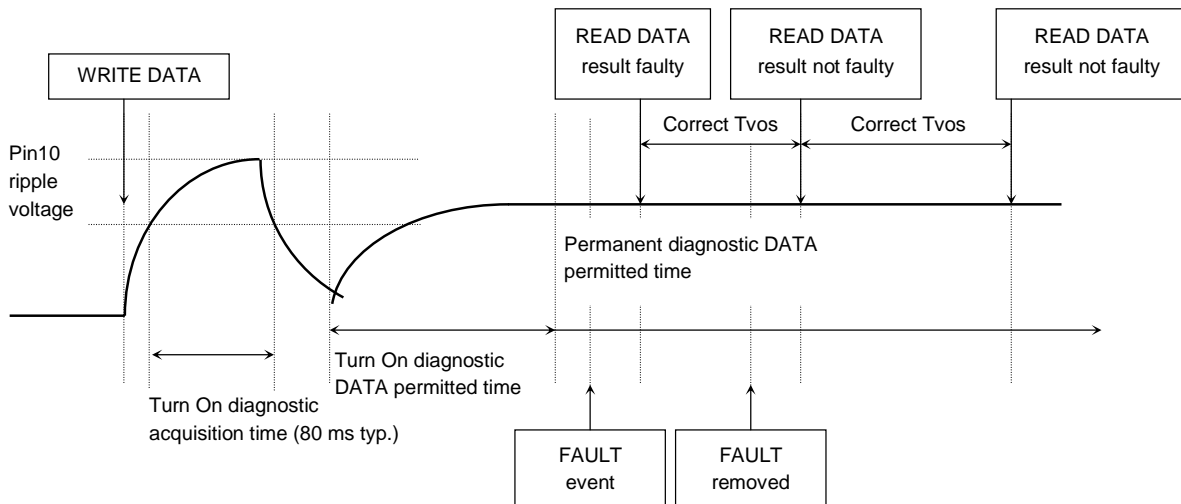 WRITE DATA
READ DATA
result faulty
READ DATA
result not faulty
READ DATA
result not faulty
Correct Tvos
Correct Tvos
Pin10
ripple
voltage
Permanent diagnostic DATA
permitted time
Turn On diagnostic
DATA permitted time
Turn On diagnostic
acquisition time (80 ms typ.)
FAULT
event
FAULT
removed